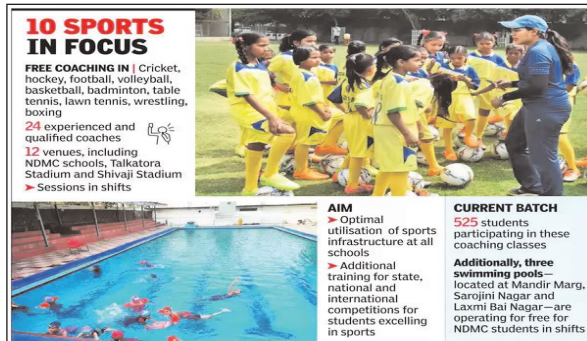 10 SPORTS
IN FOCUS
FREE COACHING IN | Cricket,
hockey, football, volleyball,
basketball, badminton, table
tennis, lawn tennis, wrestling,
boxing
24 experienced and
qualified coaches
12 venues, including
NDMC schools, Talkatora
Stadium and Shivaji Stadium
➤ Sessions in shifts
AIM
➤ Optimal
utilisation of sports
infrastructure at all
schools
➤ Additional
training for state,
national and
international
competitions for
students excelling
in sports
CURRENT BATCH
525 students
participating in these
coaching classes
Additionally, three
swimming pools—
located at Mandir Marg,
Sarojini Nagar and
Laxmi Bai Nagar—are
operating for free for
NDMC students in shifts